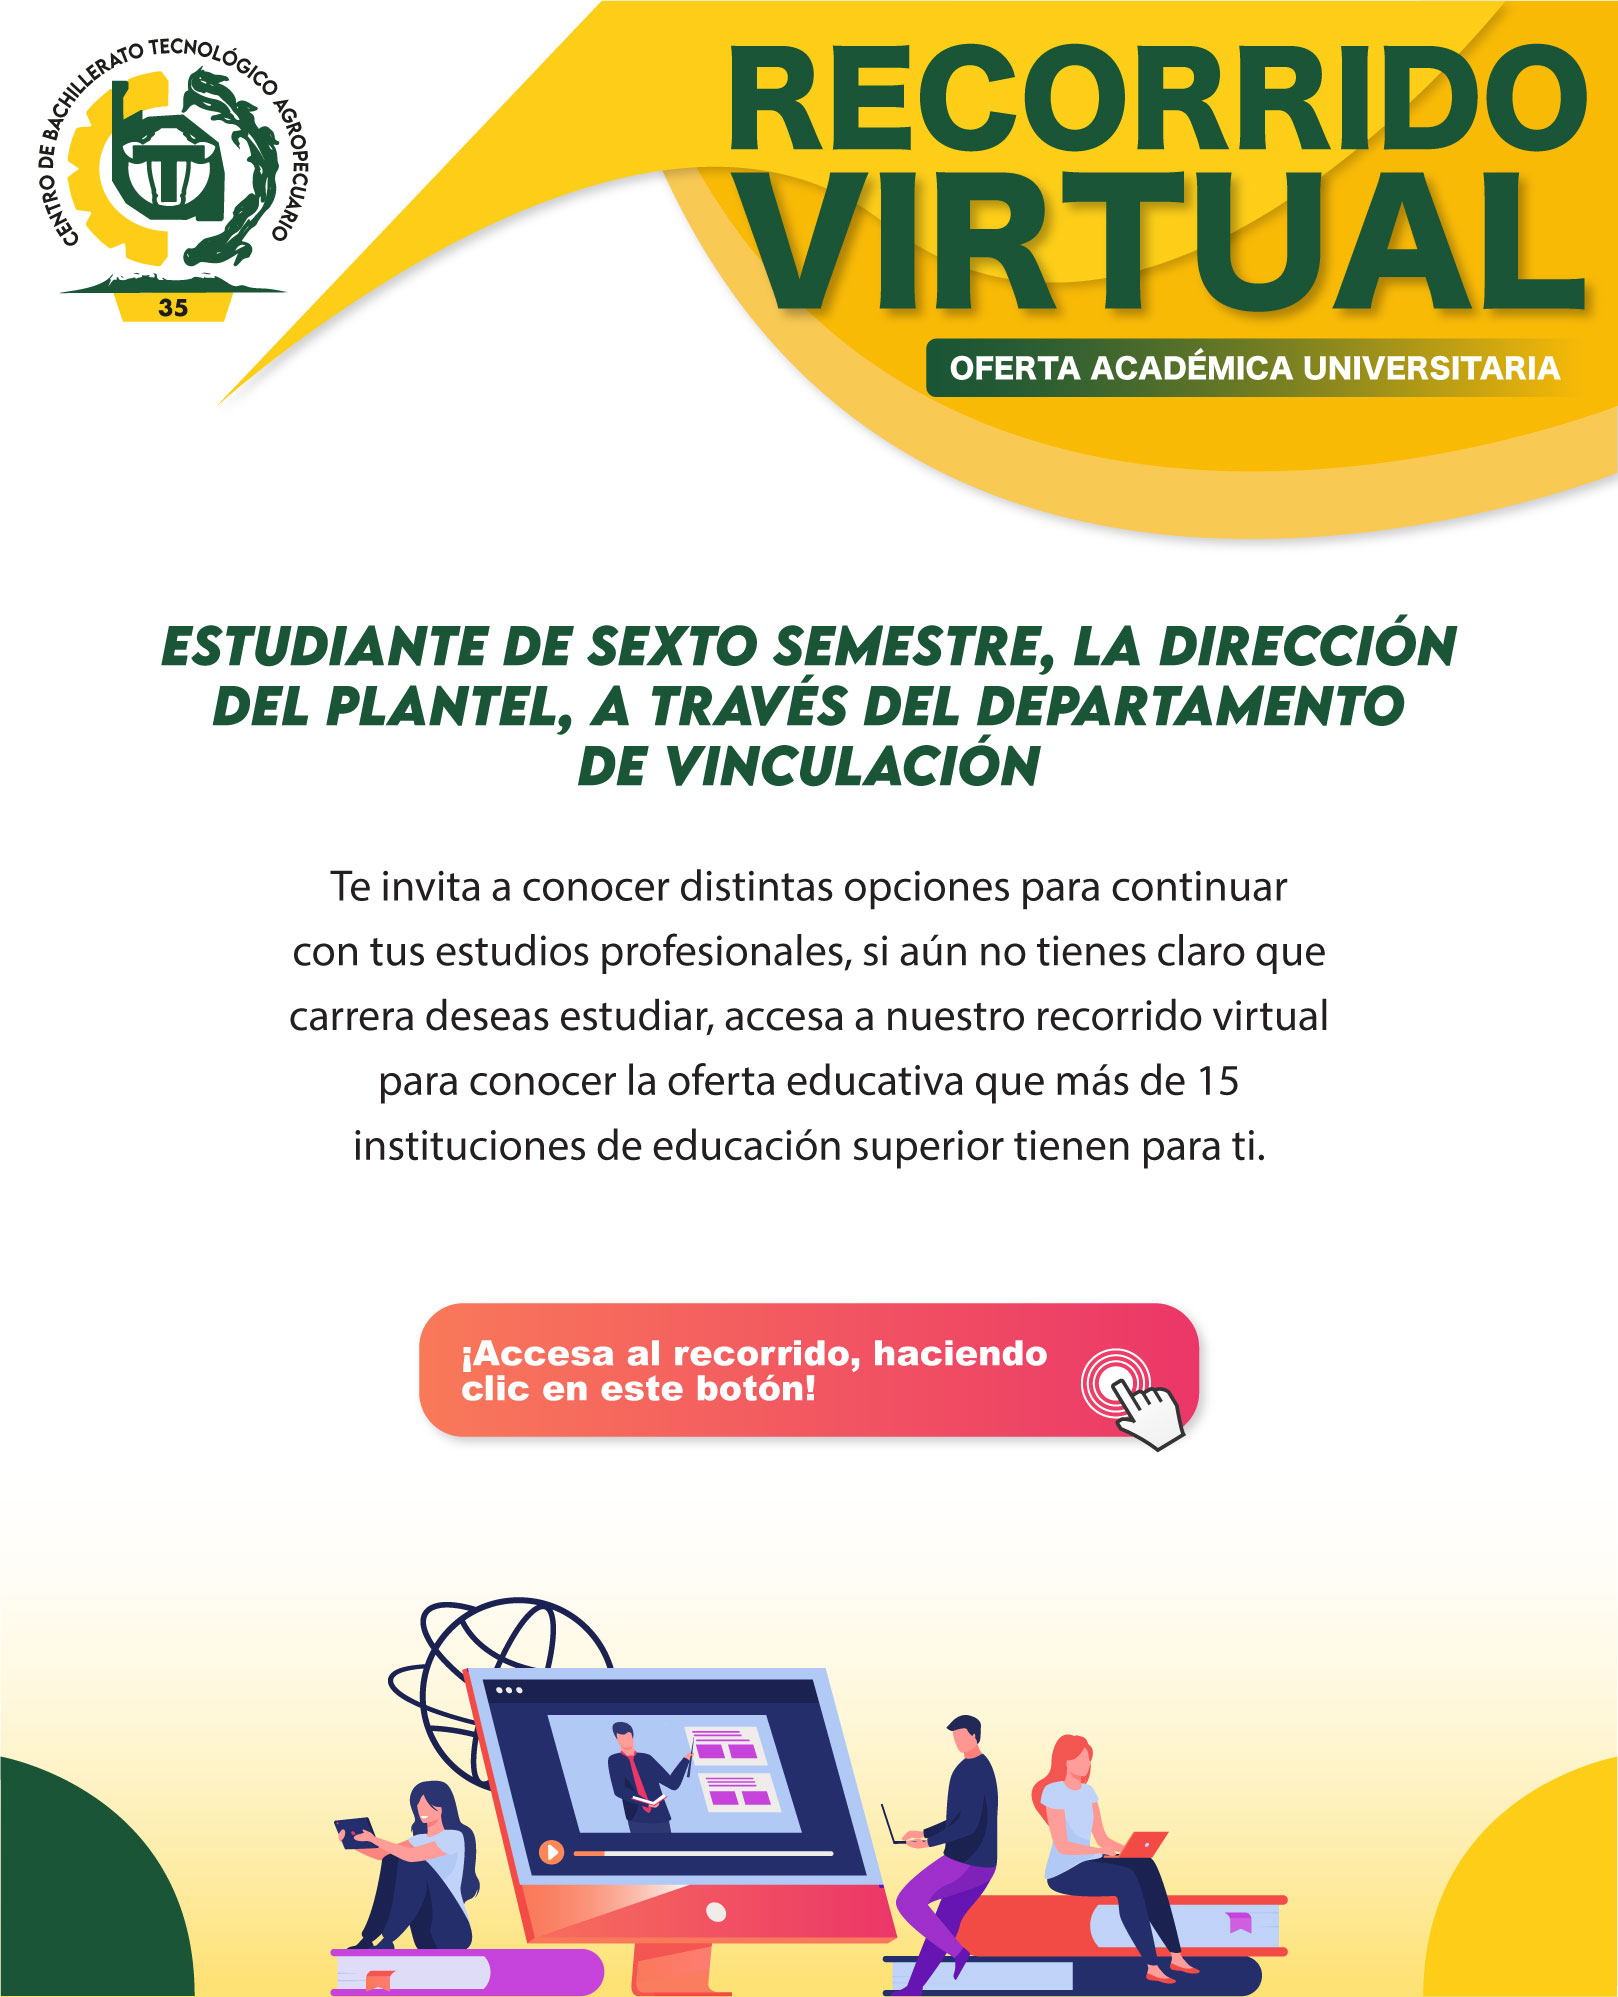 CENTRO DE BACHILLERATO TECNOLÓGICO AGROPECUARIO
35
RECORRIDO
VIRTUAL
OFERTA ACADÉMICA UNIVERSITARIA
ESTUDIANTE DE SEXTO SEMESTRE, LA DIRECCIÓN
DEL PLANTEL, A TRAVÉS DEL DEPARTAMENTO
DE VINCULACIÓN
Te invita a conocer distintas opciones para continuar
con tus estudios profesionales, si aún no tienes claro que
carrera deseas estudiar, accesa a nuestro recorrido virtual
para conocer la oferta educativa que más de 15
instituciones de educación superior tienen para ti.
¡Accesa al recorrido, haciendo
clic en este botón!